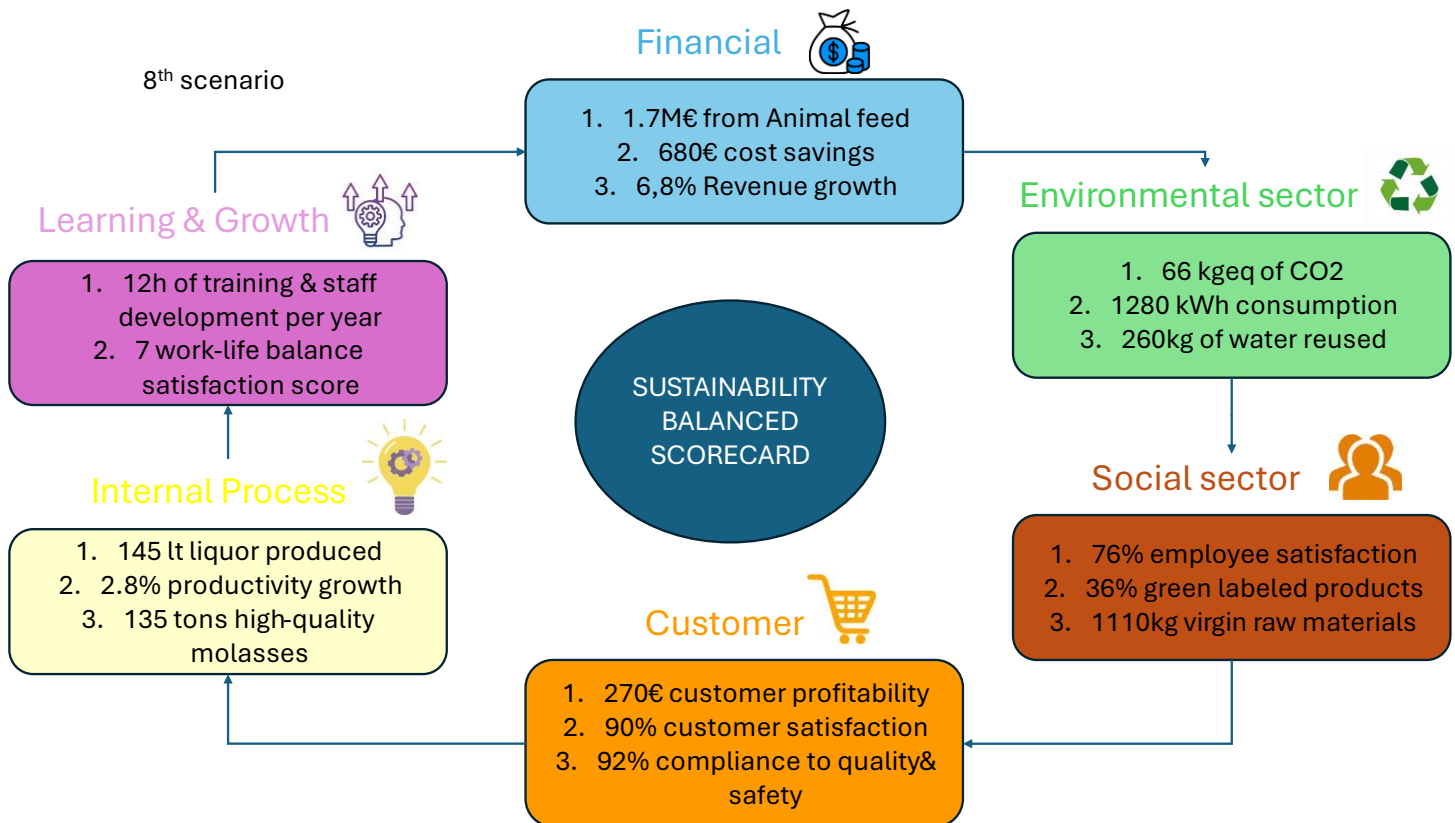 8th scenario
Financial
1. 1.7M€ from Animal feed
2. 680€ cost savings
3. 6,8% Revenue growth
Environmental sector
1. 66 kgeq of CO2
2. 1280 kWh consumption
3. 260kg of water reused
Social sector
1. 76% employee satisfaction
2. 36% green labeled products
3. 1110kg virgin raw materials
Customer
1. 270€ customer profitability
2. 90% customer satisfaction
3. 92% compliance to quality&
safety
Internal Process
1. 145 lt liquor produced
2. 2.8% productivity growth
3. 135 tons high-quality
molasses
Learning & Growth
1. 12h of training & staff
development per year
2. 7 work-life balance
satisfaction score
SUSTAINABILITY
BALANCED
SCORECARD
$